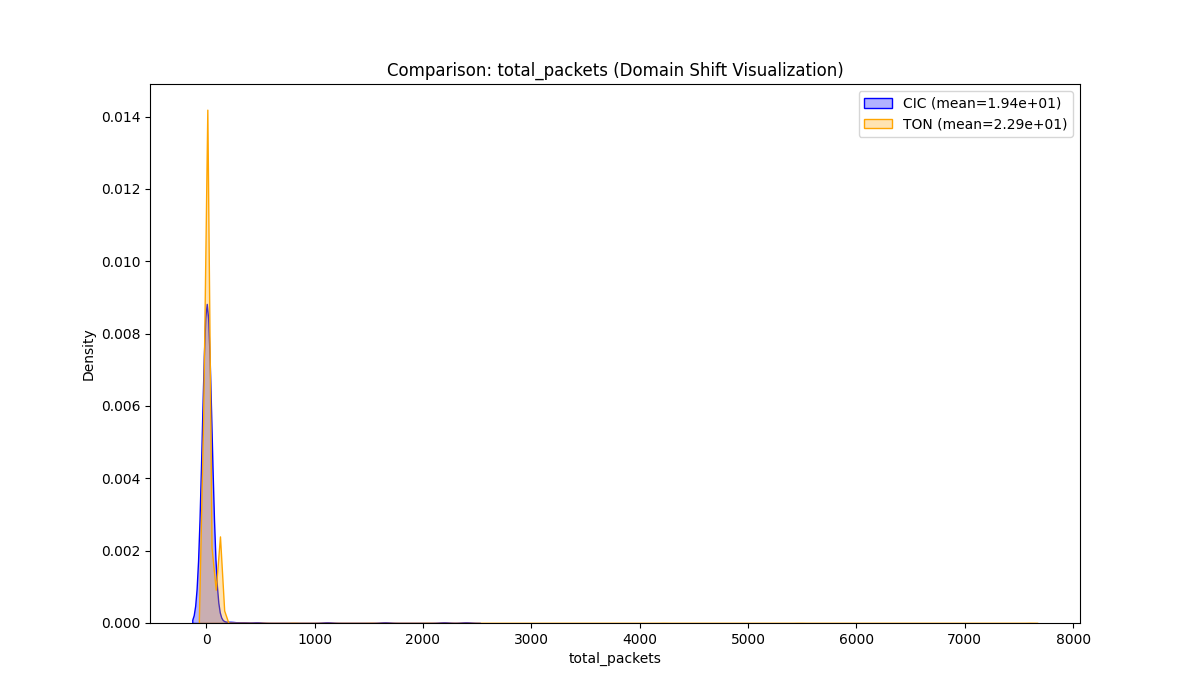 Comparison: total_packets (Domain Shift Visualization)
CIC (mean=1.94e+01)
TON (mean=2.29e+01)
0.014
0.012
0.010
0.008
0.006
0.004
0.002
0.000
Density
0 1000 2000 3000 4000 5000 6000 7000 8000
total_packets